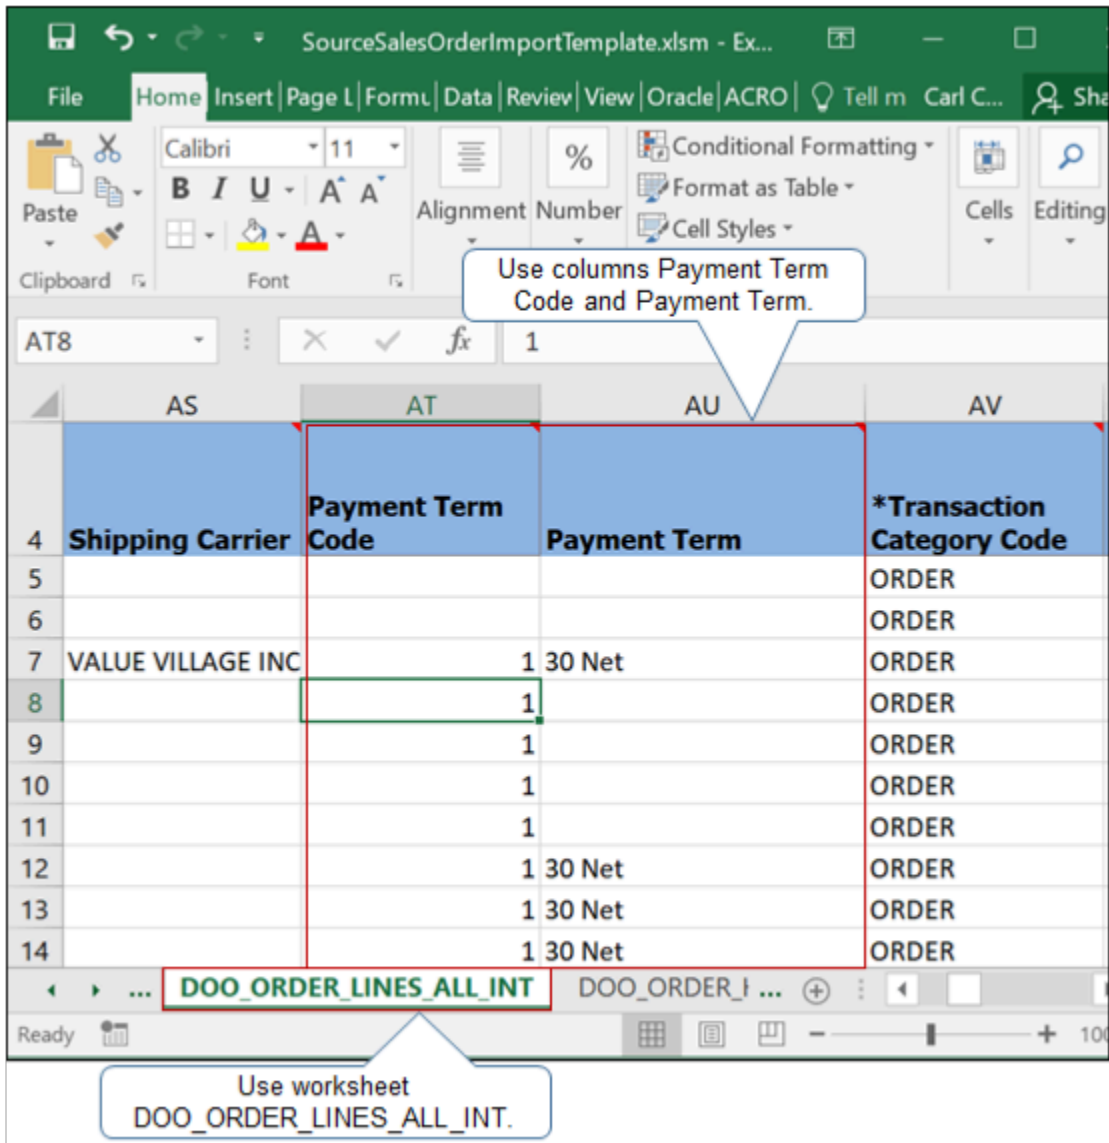 SourceSalesOrderImportTemplate.xlsm - Ex...
File Home Insert Page L Formu Data Review View Oracle ACRO Tell m Carl C... Sha
Calibri 11 % Conditional Formatting
B I U A A Format as Table
Paste Alignment Number Cell Styles Cells Editing
Clipboard Font
Use columns Payment Term
Code and Payment Term.
AT8 fx 1
AS AT AU AV
4 Shipping Carrier Payment Term Code Payment Term *Transaction Category Code
5 ORDER
6 ORDER
7 VALUE VILLAGE INC 1 30 Net ORDER
8 1 ORDER
9 1 ORDER
10 1 ORDER
11 1 ORDER
12 1 30 Net ORDER
13 1 30 Net ORDER
14 1 30 Net ORDER
... DOO_ORDER_LINES_ALL_INT DOO_ORDER_H ...
Ready 100
Use worksheet
DOO_ORDER_LINES_ALL_INT.